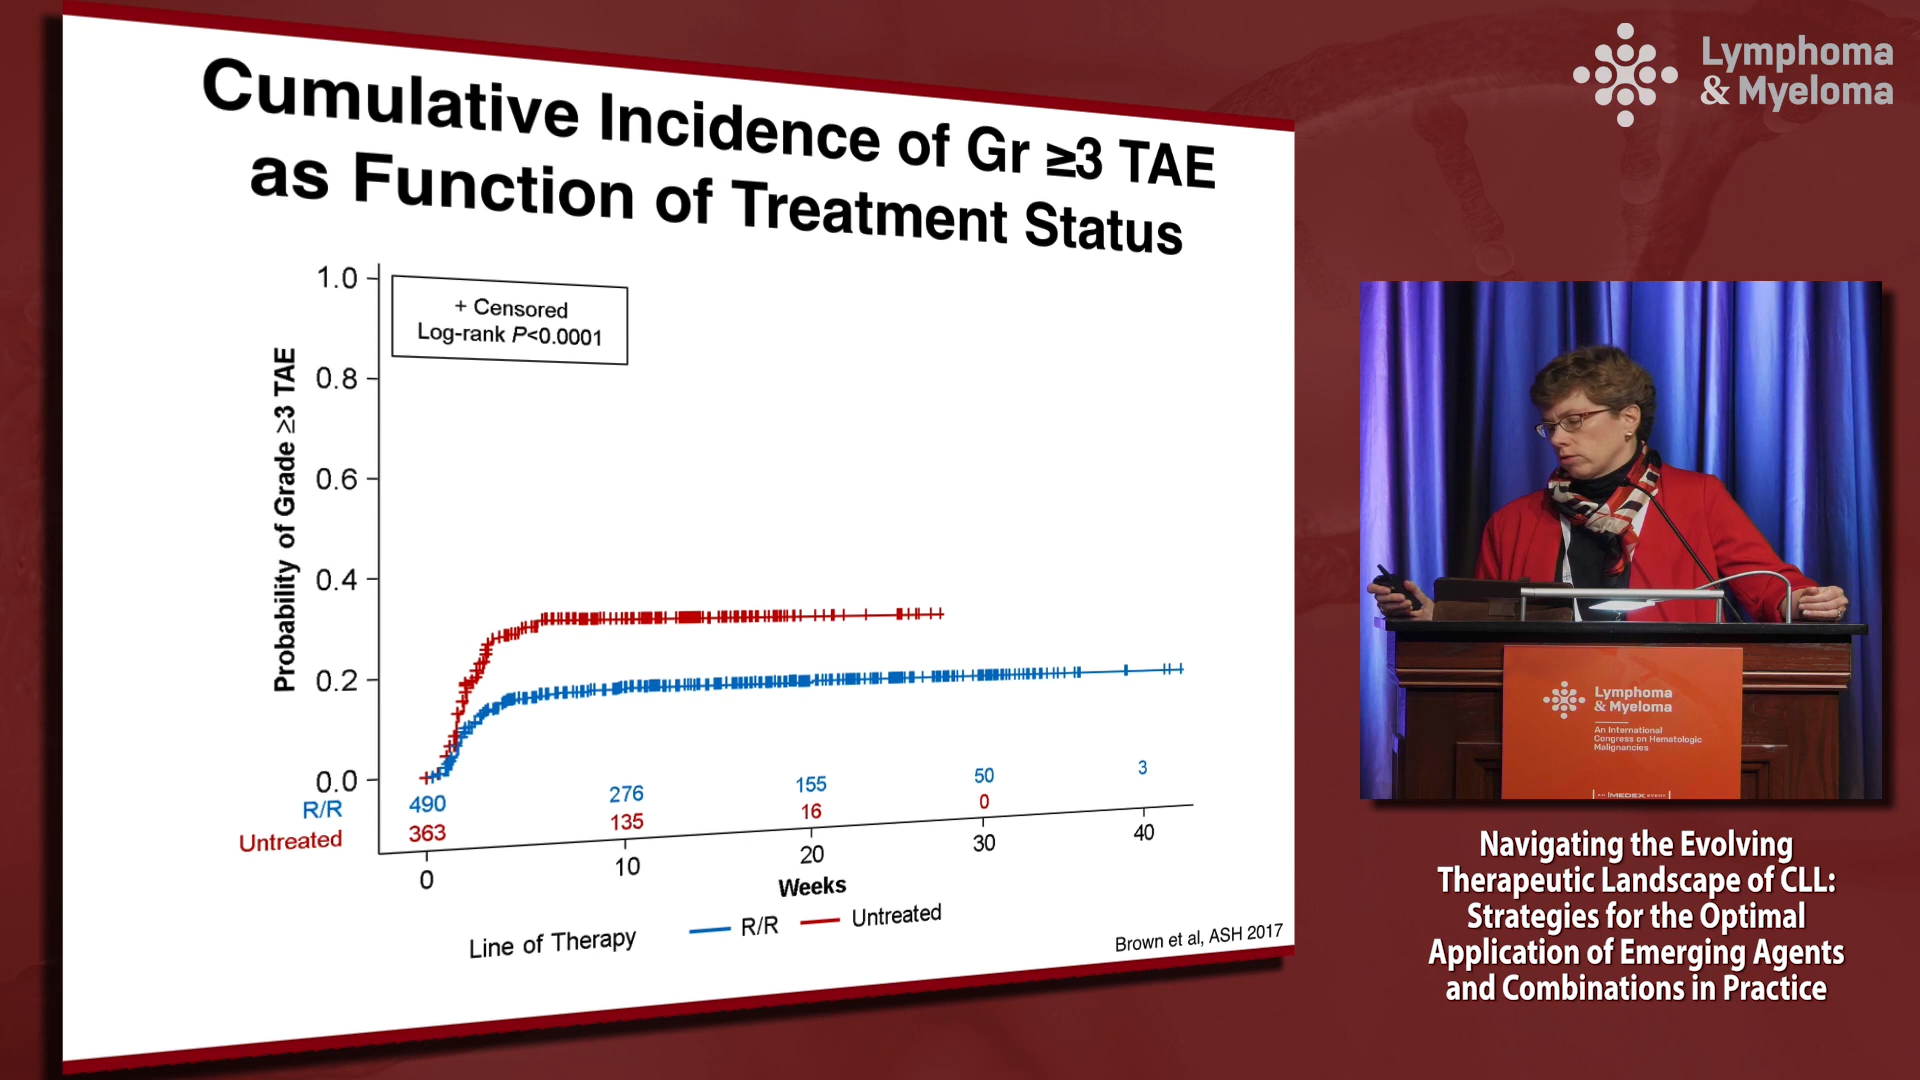 Cumulative Incidence of Gr ≥3 TAE
as Function of Treatment Status
1.0
0.8
0.6
0.4
0.2
0.0
Probability of Grade ≥3 TAE
+ Censored
Log-rank P<0.0001
R/R 490 276 155 50 3
Untreated 363 135 16 0
0 10 20 30 40
Weeks
Line of Therapy R/R Untreated
Brown et al, ASH 2017
Lymphoma
& Myeloma
Lymphoma
& Myeloma
An International
Congress on Hematologic
Malignancies
AN IMEDEX EVENT
Navigating the Evolving
Therapeutic Landscape of CLL:
Strategies for the Optimal
Application of Emerging Agents
and Combinations in Practice